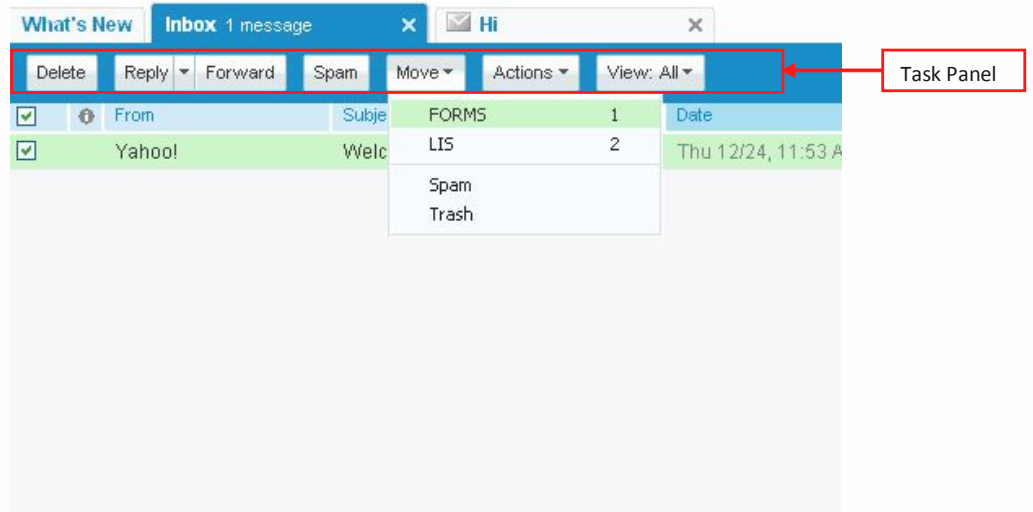 What's New Inbox 1 message Hi
Delete Reply Forward Spam Move Actions View: All
Task Panel
From Subje Date
Yahoo! Welc Thu 12/24, 11:53 A
FORMS 1
LIS 2
Spam
Trash